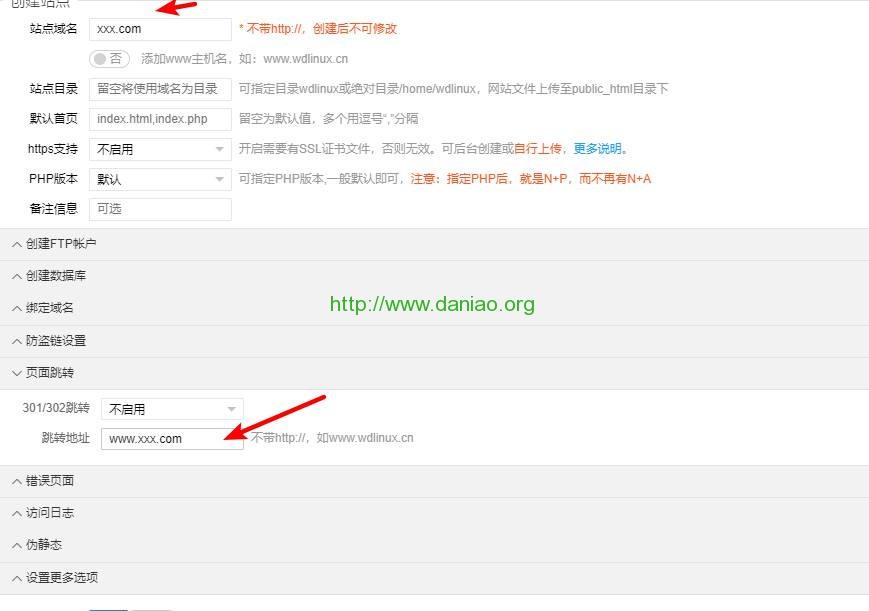 创建站点
站点域名 xxx.com * 不带http://，创建后不可修改
否 添加www主机名，如：www.wdlinux.cn
站点目录 留空将使用域名为目录 可指定目录wdlinux或绝对目录/home/wdlinux，网站文件上传至public_html目录下
默认首页 index.html,index.php 留空为默认值，多个用逗号“,”分隔
https支持 不启用 开启需要有SSL证书文件，否则无效。可后台创建或自行上传，更多说明。
PHP版本 默认 可指定PHP版本,一般默认即可，注意：指定PHP后，就是N+P，而不再有N+A
备注信息 可选
创建FTP帐户
创建数据库
绑定域名
http://www.daniao.org
防盗链设置
页面跳转
301/302跳转 不启用
跳转地址 www.xxx.com 不带http://，如www.wdlinux.cn
错误页面
访问日志
伪静态
设置更多选项